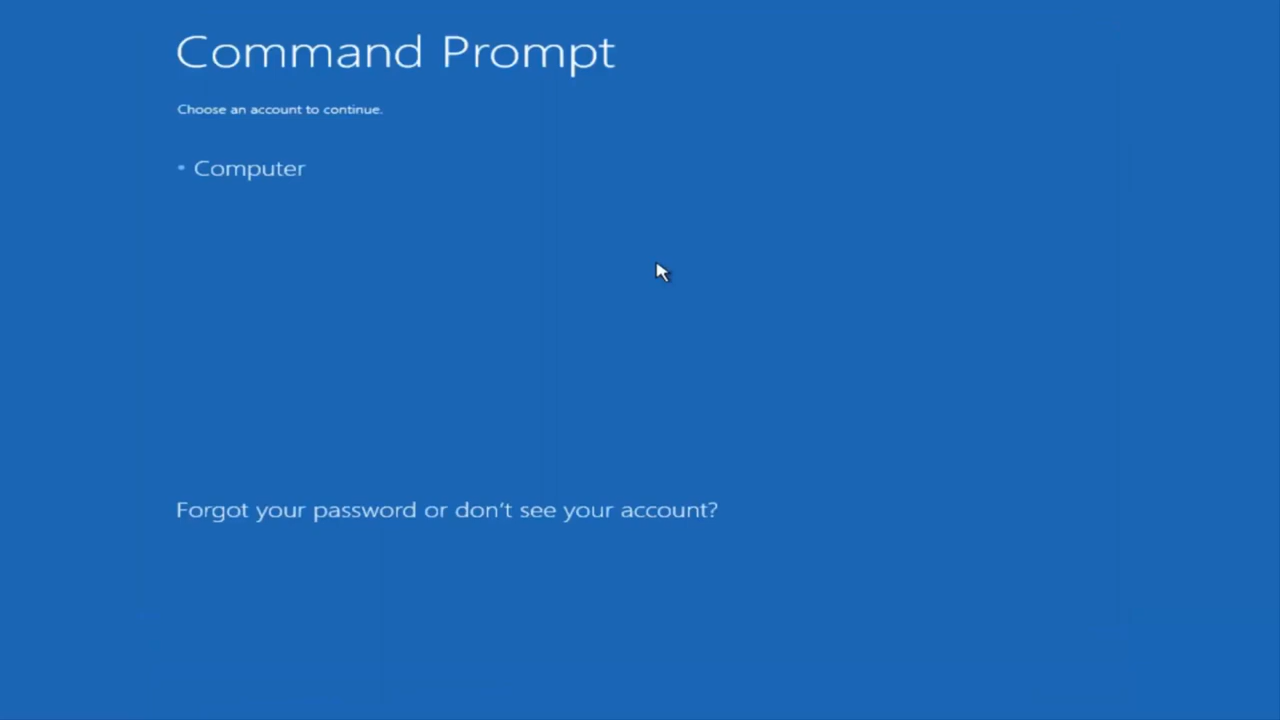 Command Prompt
Choose an account to continue.
• Computer
Forgot your password or don't see your account?